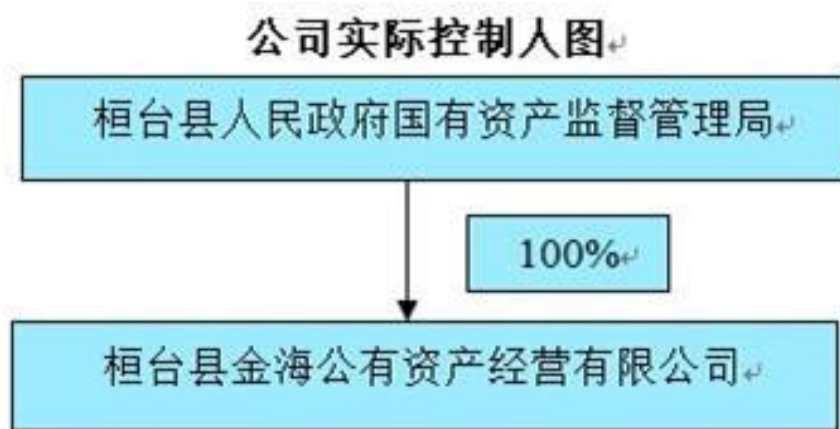 公司实际控制人图
桓台县人民政府国有资产监督管理局
100%
桓台县金海公有资产经营有限公司